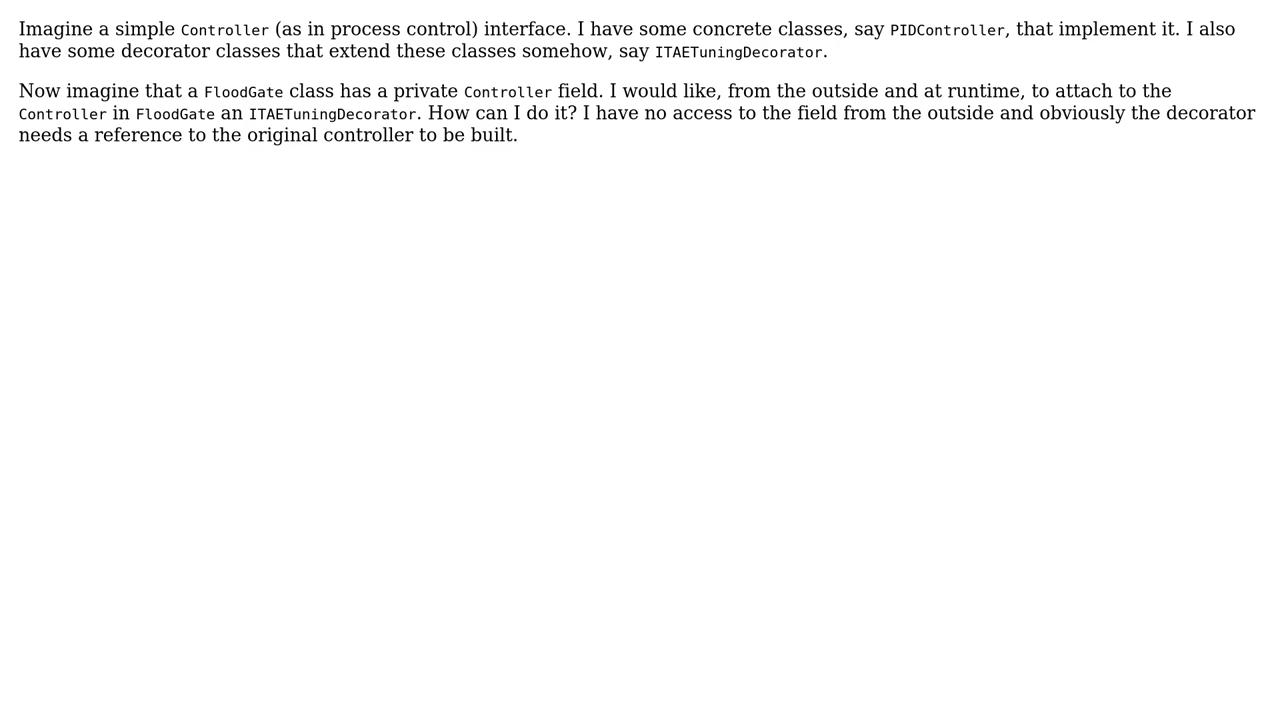 Imagine a simple Controller (as in process control) interface. I have some concrete classes, say PIDController, that implement it. I also
have some decorator classes that extend these classes somehow, say ITAETuningDecorator.
Now imagine that a FloodGate class has a private Controller field. I would like, from the outside and at runtime, to attach to the
Controller in FloodGate an ITAETuningDecorator. How can I do it? I have no access to the field from the outside and obviously the decorator
needs a reference to the original controller to be built.